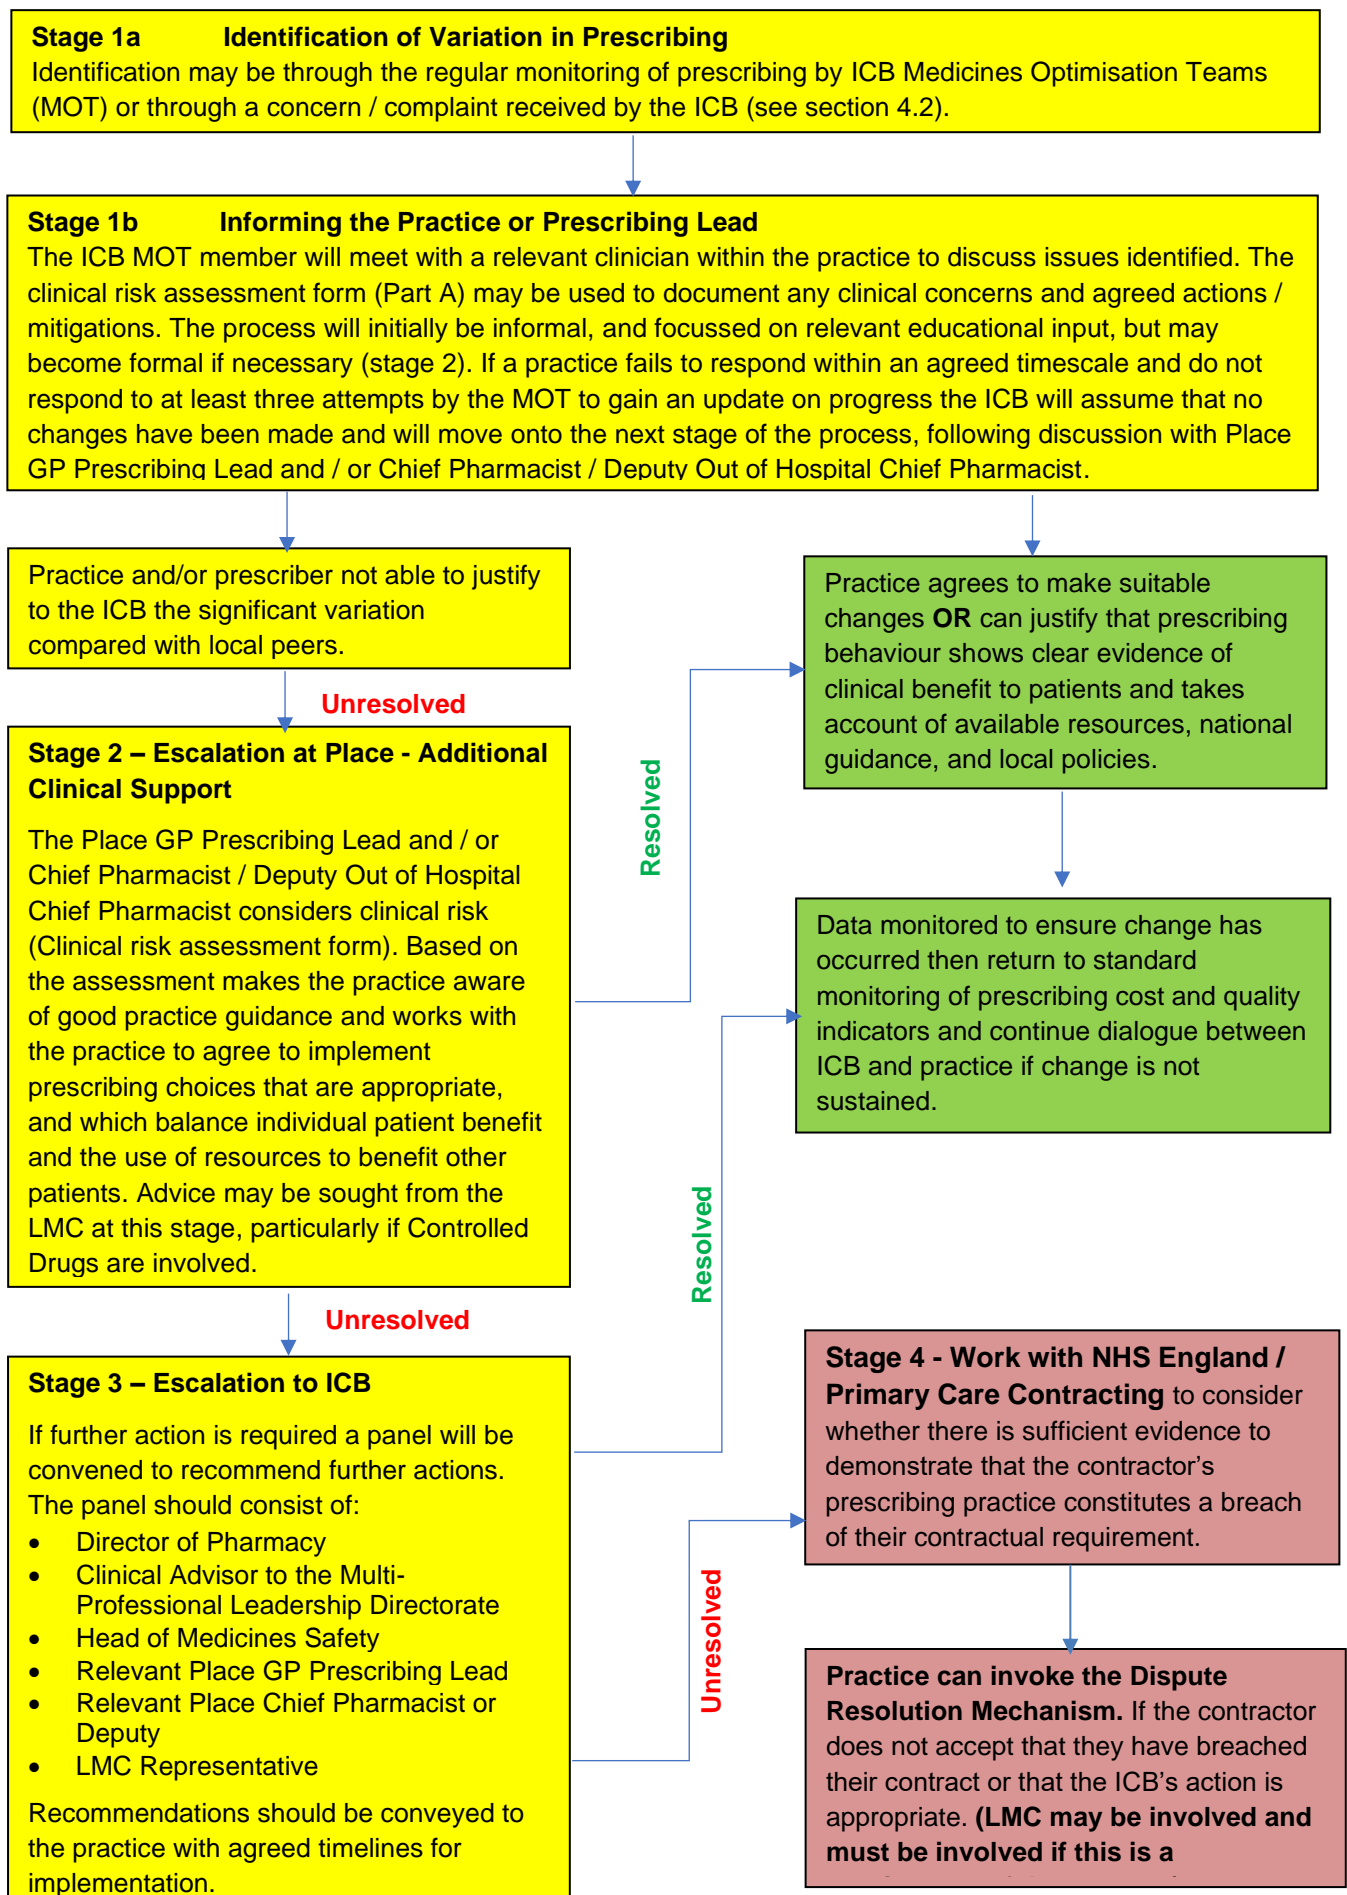 Stage 1a Identification of Variation in Prescribing
Identification may be through the regular monitoring of prescribing by ICB Medicines Optimisation Teams
(MOT) or through a concern / complaint received by the ICB (see section 4.2).
Stage 1b Informing the Practice or Prescribing Lead
The ICB MOT member will meet with a relevant clinician within the practice to discuss issues identified. The
clinical risk assessment form (Part A) may be used to document any clinical concerns and agreed actions /
mitigations. The process will initially be informal, and focussed on relevant educational input, but may
become formal if necessary (stage 2). If a practice fails to respond within an agreed timescale and do not
respond to at least three attempts by the MOT to gain an update on progress the ICB will assume that no
changes have been made and will move onto the next stage of the process, following discussion with Place
GP Prescribing Lead and / or Chief Pharmacist / Deputy Out of Hospital Chief Pharmacist.
Practice and/or prescriber not able to justify
to the ICB the significant variation
compared with local peers.
Unresolved
Stage 2 – Escalation at Place - Additional
Clinical Support
The Place GP Prescribing Lead and / or
Chief Pharmacist / Deputy Out of Hospital
Chief Pharmacist considers clinical risk
(Clinical risk assessment form). Based on
the assessment makes the practice aware
of good practice guidance and works with
the practice to agree to implement
prescribing choices that are appropriate,
and which balance individual patient benefit
and the use of resources to benefit other
patients. Advice may be sought from the
LMC at this stage, particularly if Controlled
Drugs are involved.
Unresolved
Stage 3 – Escalation to ICB
If further action is required a panel will be
convened to recommend further actions.
The panel should consist of:
• Director of Pharmacy
• Clinical Advisor to the Multi-
Professional Leadership Directorate
• Head of Medicines Safety
• Relevant Place GP Prescribing Lead
• Relevant Place Chief Pharmacist or
Deputy
• LMC Representative
Recommendations should be conveyed to
the practice with agreed timelines for
implementation.
Resolved
Resolved
Unresolved
Practice agrees to make suitable
changes OR can justify that prescribing
behaviour shows clear evidence of
clinical benefit to patients and takes
account of available resources, national
guidance, and local policies.
Data monitored to ensure change has
occurred then return to standard
monitoring of prescribing cost and quality
indicators and continue dialogue between
ICB and practice if change is not
sustained.
Stage 4 - Work with NHS England /
Primary Care Contracting to consider
whether there is sufficient evidence to
demonstrate that the contractor's
prescribing practice constitutes a breach
of their contractual requirement.
Practice can invoke the Dispute
Resolution Mechanism. If the contractor
does not accept that they have breached
their contract or that the ICB's action is
appropriate. (LMC may be involved and
must be involved if this is a